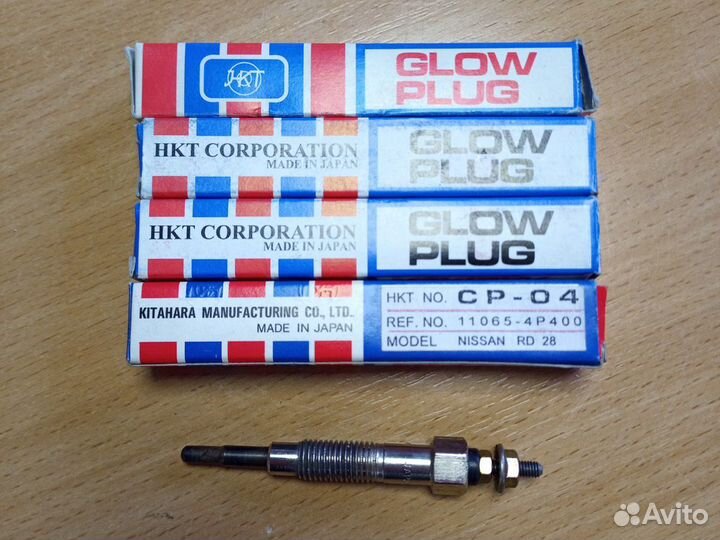 HKT
GLOW
PLUG
HKT CORPORATION
MADE IN JAPAN
GLOW
PLUG
HKT CORPORATION
MADE IN JAPAN
GLOW
PLUG
KITAHARA MANUFACTURING CO., LTD.
MADE IN JAPAN
HKT NO. CP-04
REF. NO. 11065-4P400
MODEL NISSAN RD 28
Avito